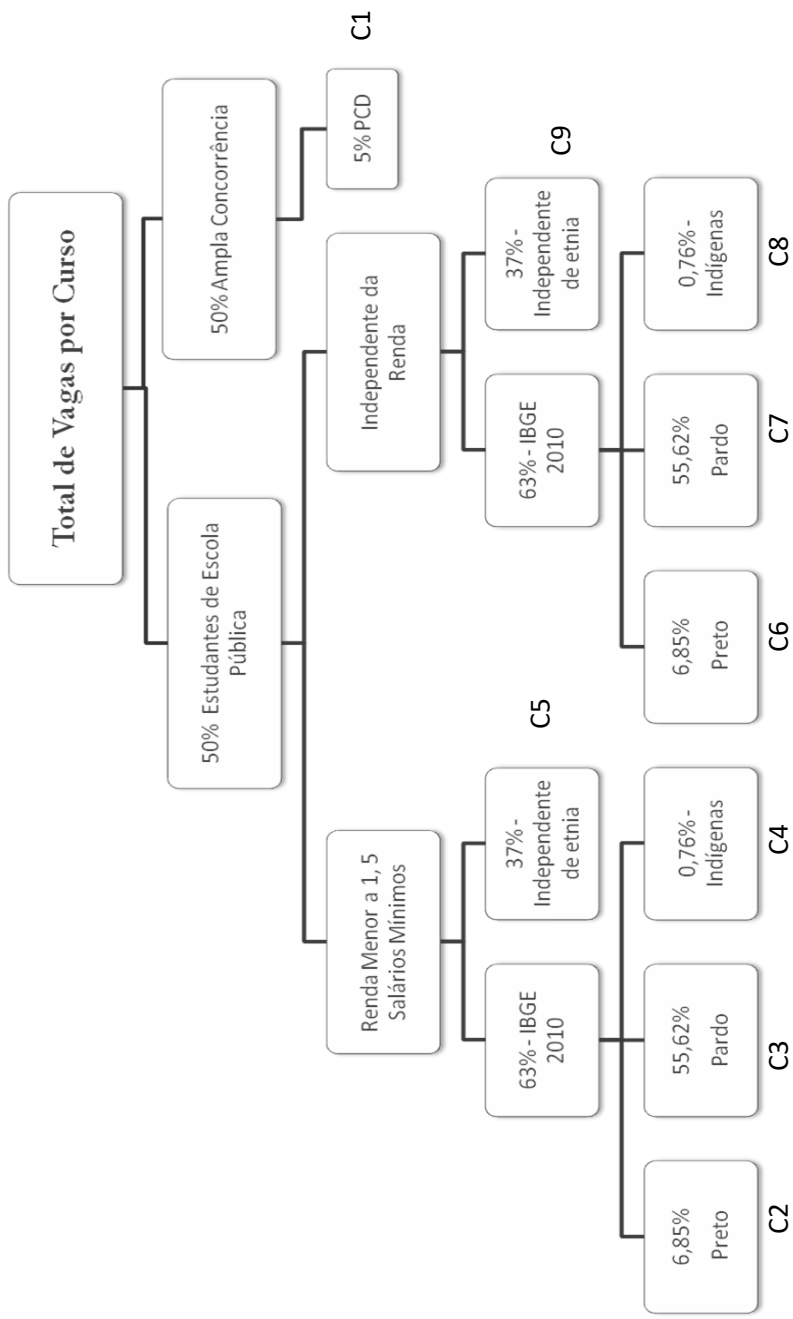 Total de Vagas por Curso
50% Estudantes de Escola
Pública
50% Ampla Concorrência
Renda Menor a 1, 5
Salários Mínimos
Independente da
Renda
5% PCD
C1
63% - IBGE
2010
37% -
Independente
de etnia
C5
63% - IBGE
2010
37% -
Independente
de etnia
C9
6,85%
Preto
55,62%
Pardo
0,76% -
Indígenas
6,85%
Preto
55,62%
Pardo
0,76% -
Indígenas
C2
C3
C4
C6
C7
C8